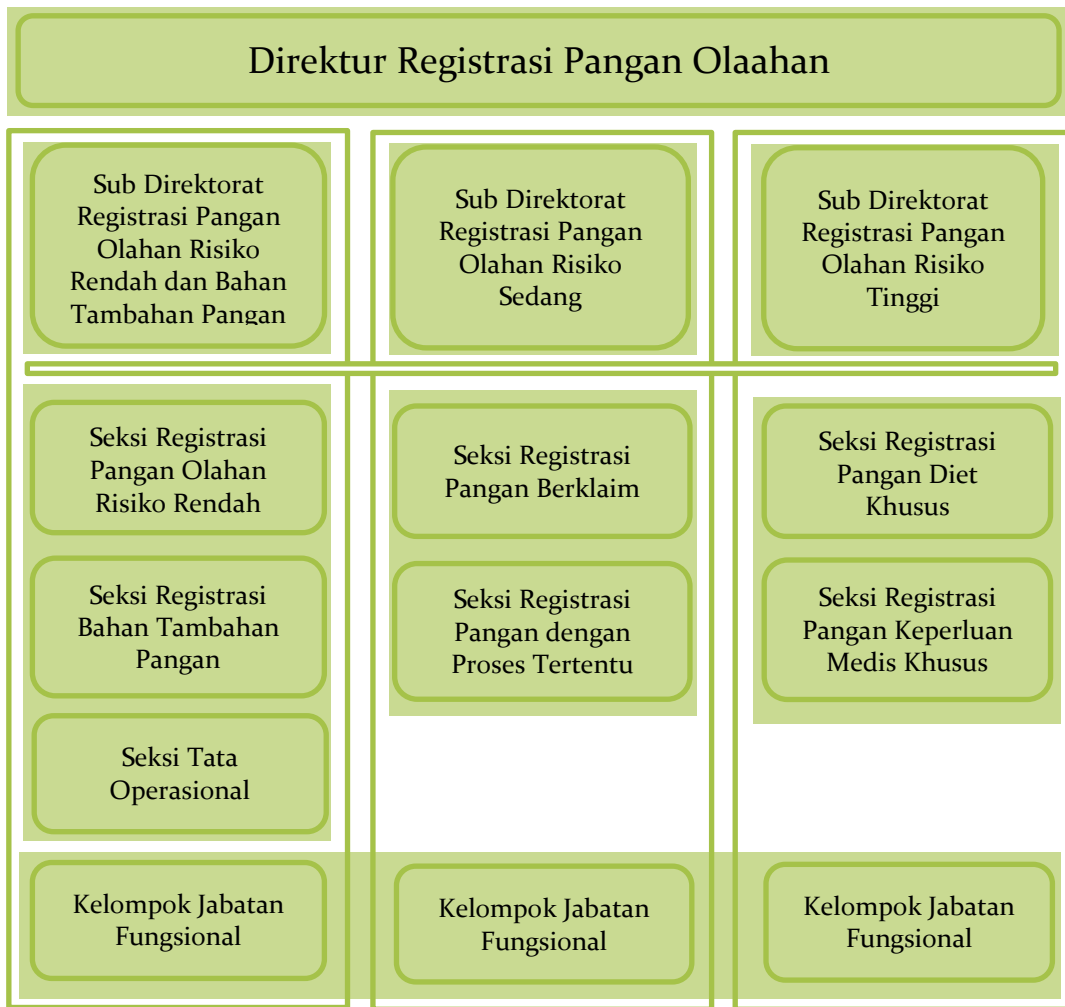 Direktur Registrasi Pangan Olaahan
Sub Direktorat
Registrasi Pangan
Olahan Risiko
Rendah dan Bahan
Tambahan Pangan
Sub Direktorat
Registrasi Pangan
Olahan Risiko
Sedang
Sub Direktorat
Registrasi Pangan
Olahan Risiko
Tinggi
Seksi Registrasi
Pangan Olahan
Risiko Rendah
Seksi Registrasi
Pangan Berklaim
Seksi Registrasi
Pangan Diet
Khusus
Seksi Registrasi
Bahan Tambahan
Pangan
Seksi Registrasi
Pangan dengan
Proses Tertentu
Seksi Registrasi
Pangan Keperluan
Medis Khusus
Seksi Tata
Operasional
Kelompok Jabatan
Fungsional
Kelompok Jabatan
Fungsional
Kelompok Jabatan
Fungsional